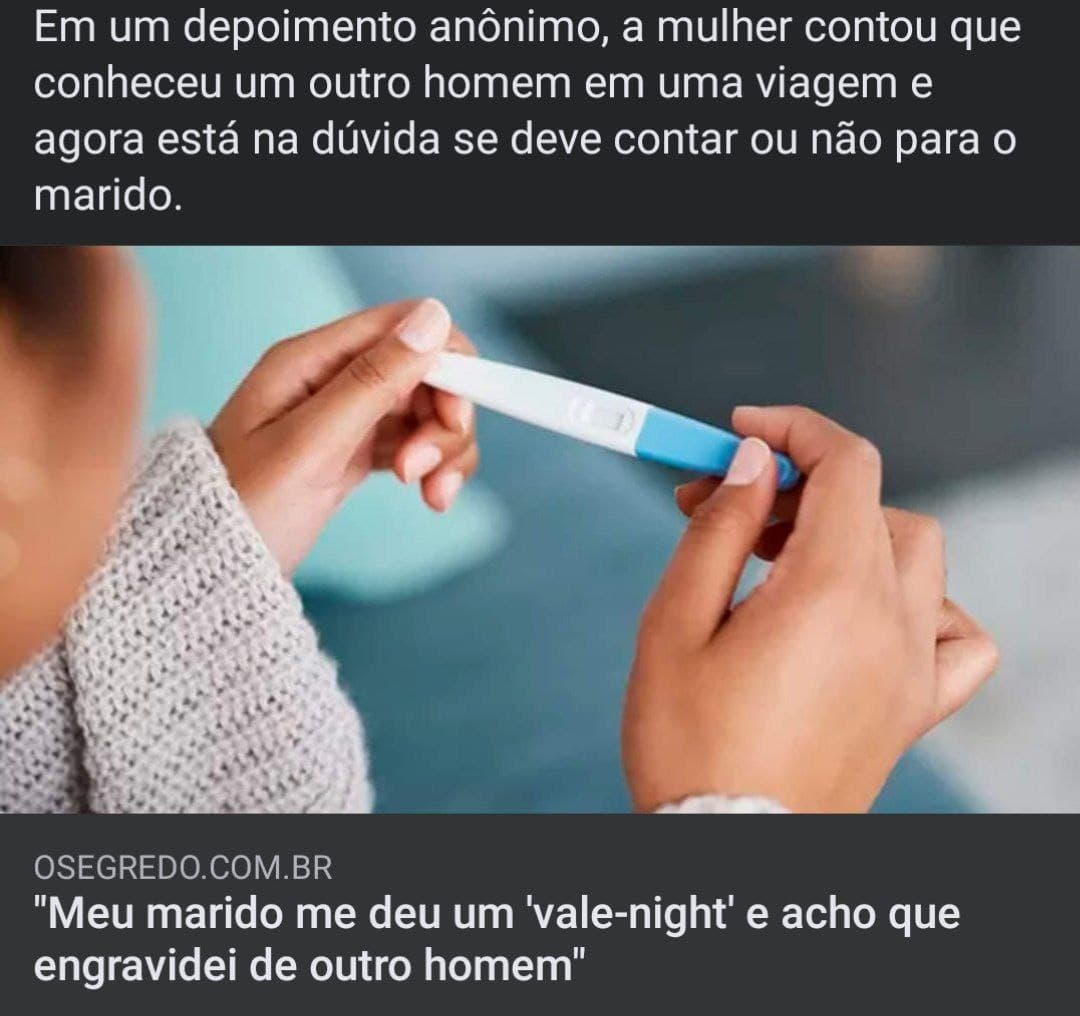 Em um depoimento anônimo, a mulher contou que
conheceu um outro homem em uma viagem e
agora está na dúvida se deve contar ou não para o
marido.
OSEGREDO.COM.BR
"Meu marido me deu um 'vale-night' e acho que
engravidei de outro homem"